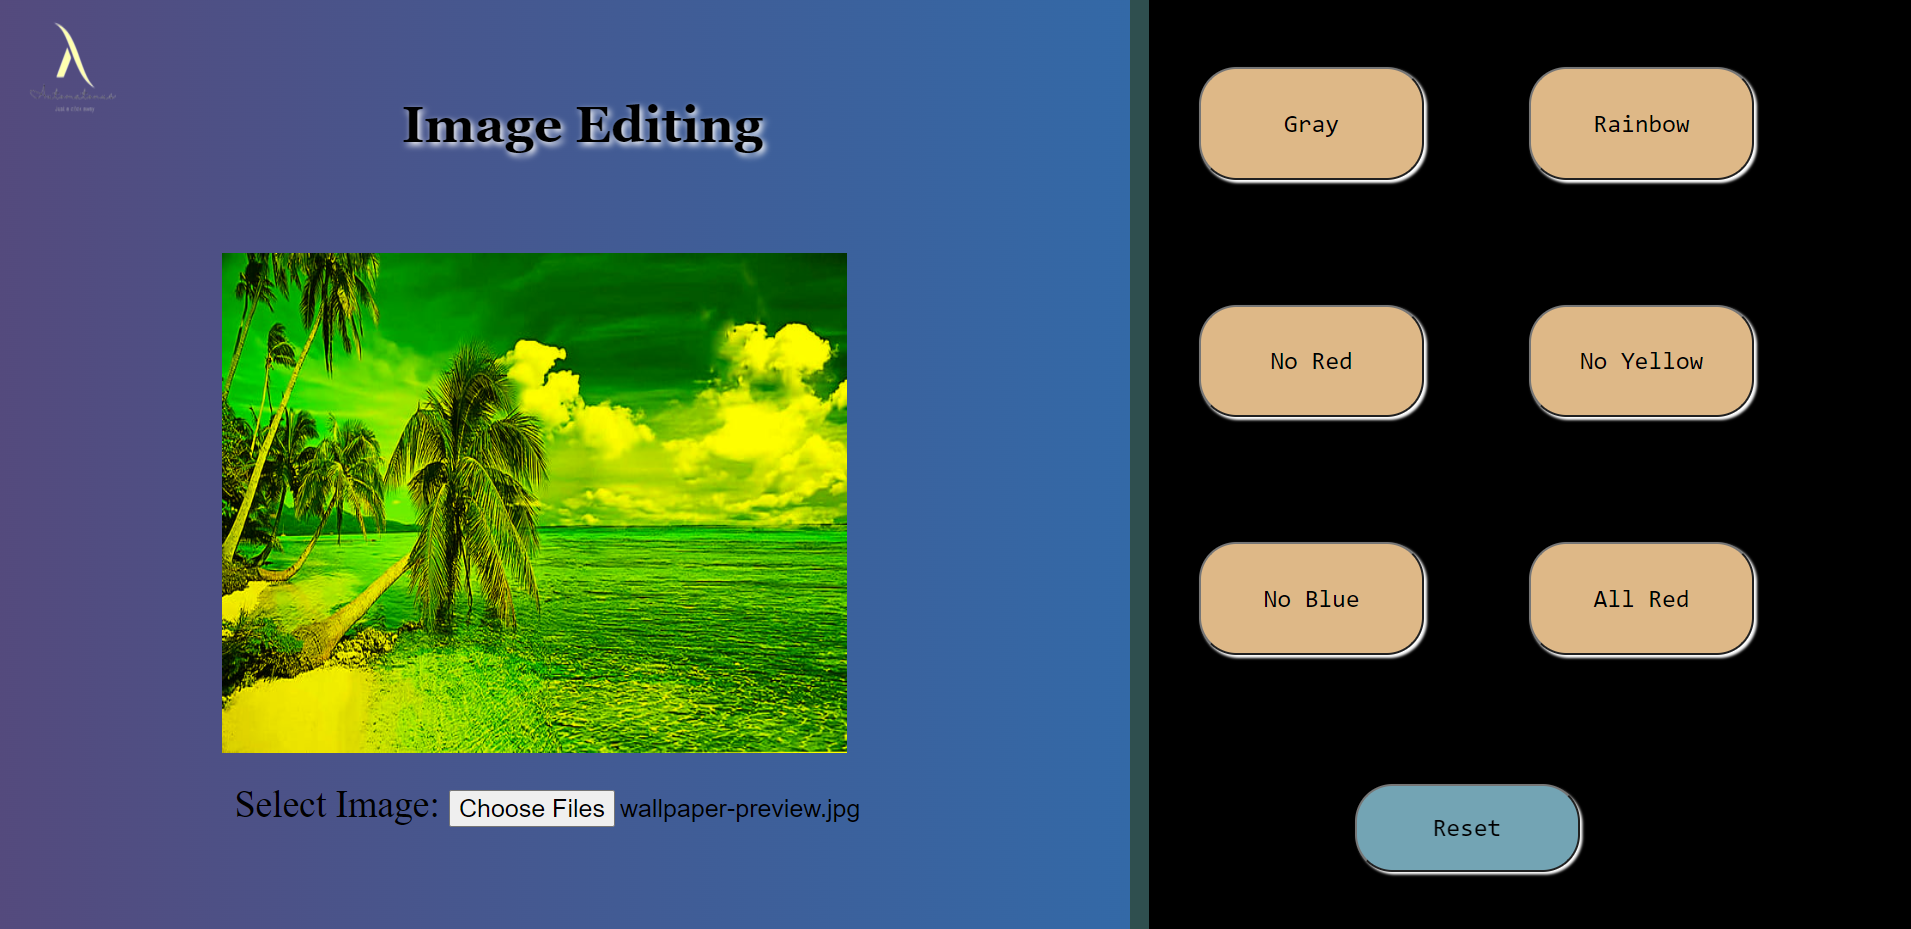 Image Editing
Select Image: Choose Files wallpaper-preview.jpg
Gray
Rainbow
No Red
No Yellow
No Blue
All Red
Reset